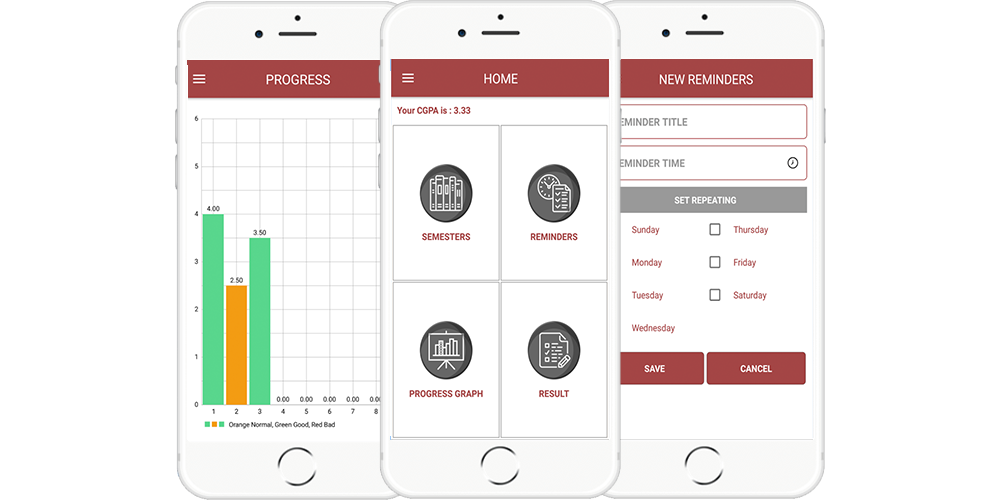 PROGRESS
6
5
4
3
2
1
0
4.00
2.50
3.50
0.00 0.00 0.00 0.00 0.00
1 2 3 4 5 6 7 8
Orange Normal, Green Good, Red Bad
HOME
Your CGPA is : 3.33
SEMESTERS
REMINDERS
PROGRESS GRAPH
RESULT
NEW REMINDERS
EMINDER TITLE
EMINDER TIME
SET REPEATING
Sunday Thursday
Monday Friday
Tuesday Saturday
Wednesday
SAVE CANCEL